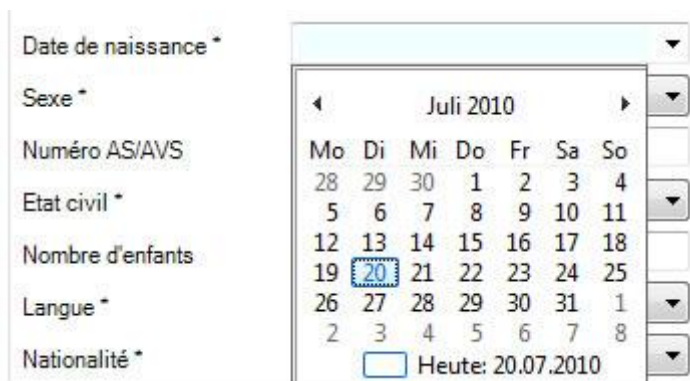 Date de naissance *
Sexe *
Numéro AS/AVS
Etat civil *
Nombre d'enfants
Langue *
Nationalité *
Juli 2010
Mo Di Mi Do Fr Sa So
28 29 30 1 2 3 4
5 6 7 8 9 10 11
12 13 14 15 16 17 18
19 20 21 22 23 24 25
26 27 28 29 30 31 1
2 3 4 5 6 7 8
Heute: 20.07.2010